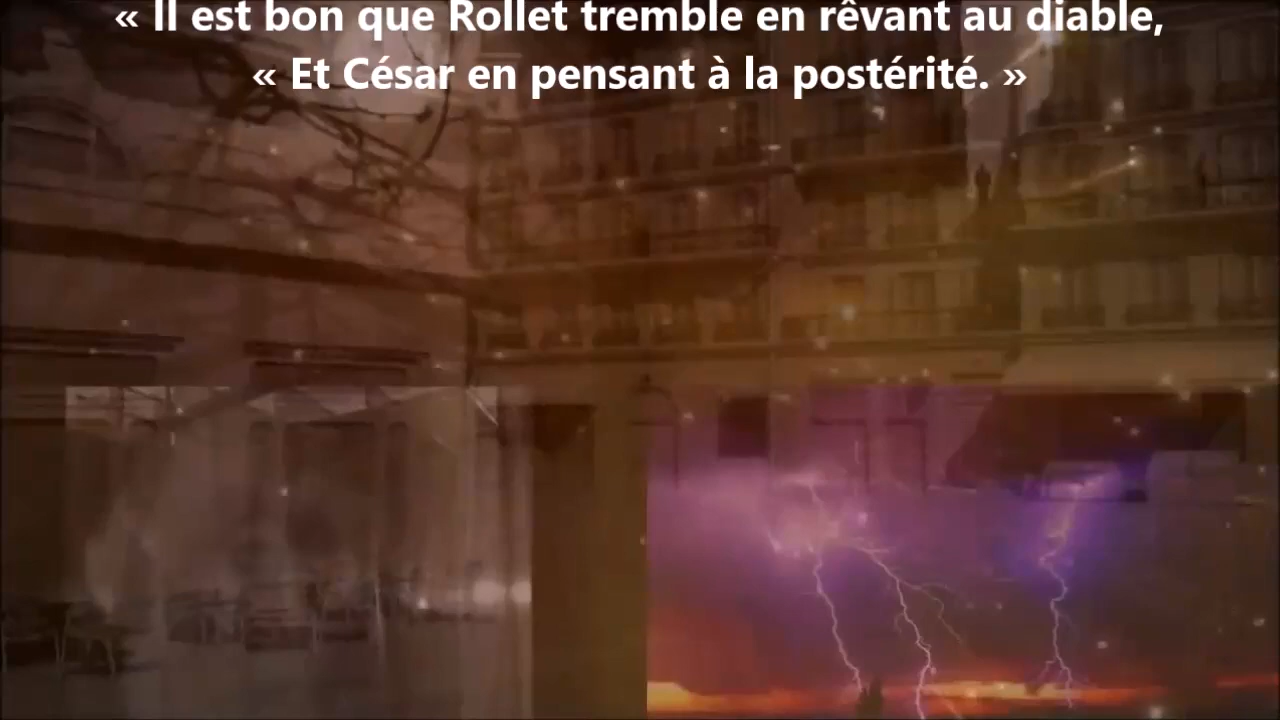 « Il est bon que Rollet tremble en rêvant au diable,
« Et César en pensant à la postérité. »